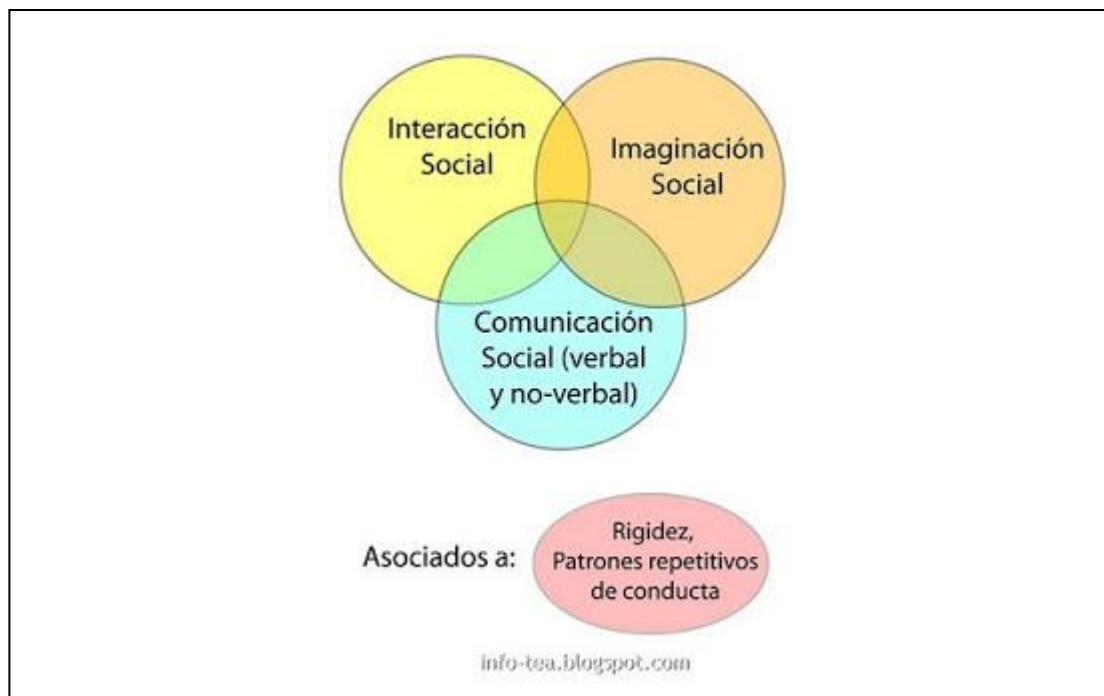 Interacción
Social
Imaginación
Social
Comunicación
Social (verbal
y no-verbal)
Asociados a:
Rigidez,
Patrones repetitivos
de conducta
info-tea.blogspot.com